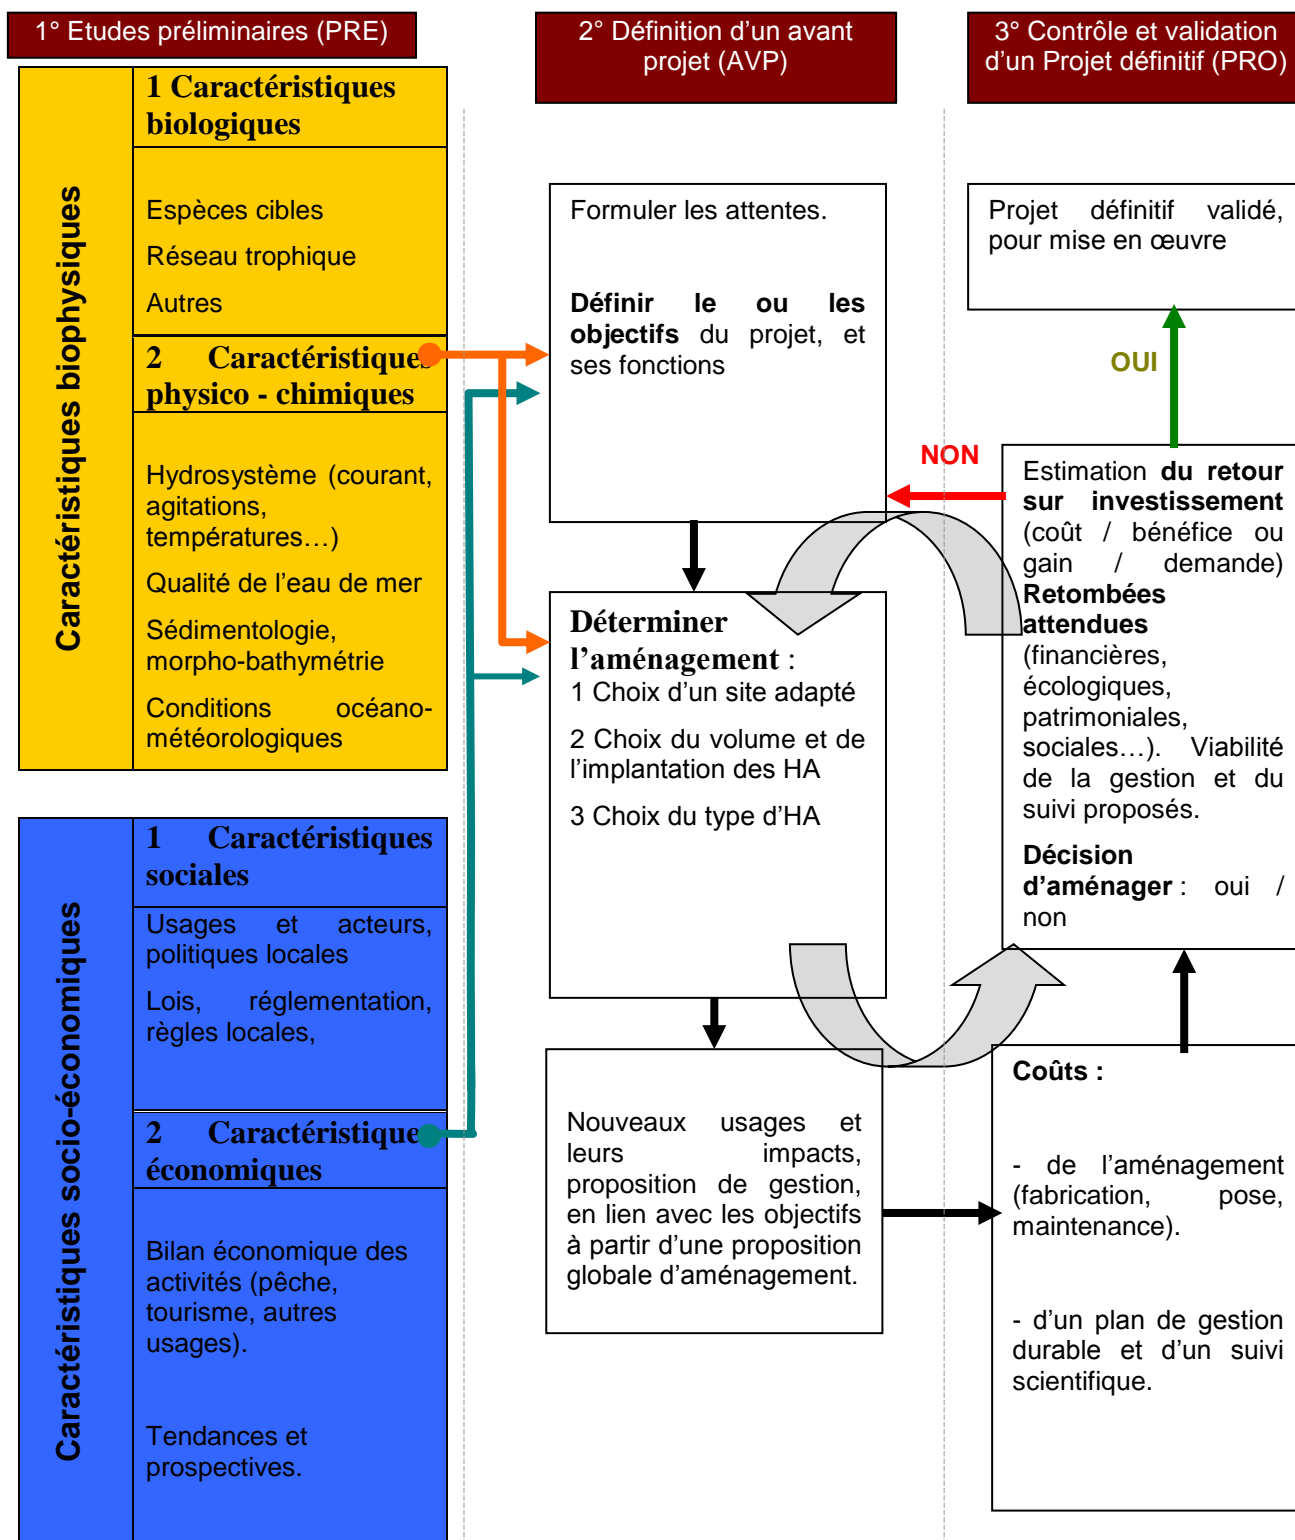 1° Etudes préliminaires (PRE)
2° Définition d’un avant
projet (AVP)
3° Contrôle et validation
d’un Projet définitif (PRO)
Caractéristiques biophysiques
1 Caractéristiques
biologiques
Espèces cibles
Réseau trophique
Autres
2 Caractéristiques
physico - chimiques
Hydrosystème (courant,
agitations,
températures…)
Qualité de l’eau de mer
Sédimentologie,
morpho-bathymétrie
Conditions océano-
météorologiques
Caractéristiques socio-économiques
1 Caractéristiques
sociales
Usages et acteurs,
politiques locales
Lois, réglementation,
règles locales,
2 Caractéristiques
économiques
Bilan économique des
activités (pêche,
tourisme, autres
usages).
Tendances et
prospectives.
Formuler les attentes.
Définir le ou les
objectifs du projet, et
ses fonctions
Déterminer
l’aménagement :
1 Choix d’un site adapté
2 Choix du volume et de
l’implantation des HA
3 Choix du type d’HA
Nouveaux usages et
leurs impacts,
proposition de gestion,
en lien avec les objectifs
à partir d’une proposition
globale d’aménagement.
Projet définitif validé,
pour mise en œuvre
OUI
NON
Estimation du retour
sur investissement
(coût / bénéfice ou
gain / demande)
Retombées
attendues
(financières,
écologiques,
patrimoniales,
sociales…). Viabilité
de la gestion et du
suivi proposés.
Décision
d’aménager : oui /
non
Coûts :
- de l’aménagement
(fabrication, pose,
maintenance).
- d’un plan de gestion
durable et d’un suivi
scientifique.